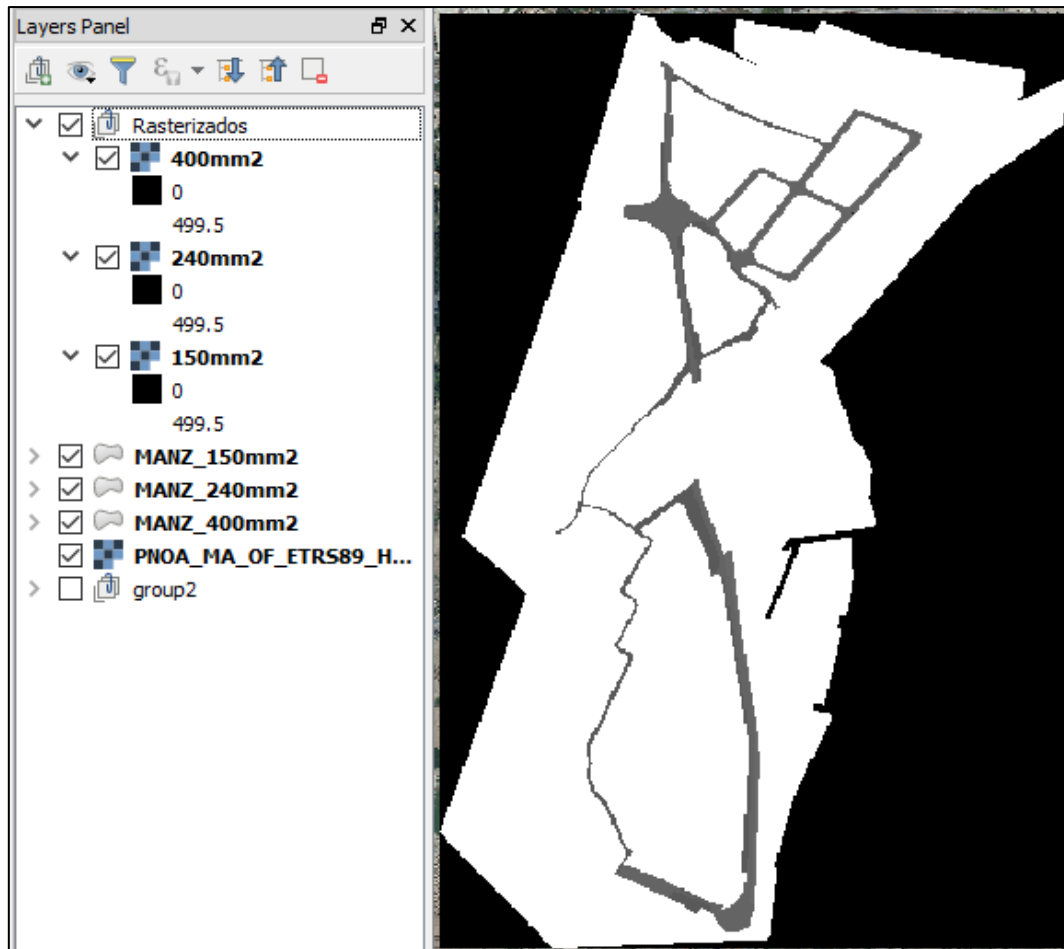 Layers Panel
Rasterizados
400mm2
0
499.5
240mm2
0
499.5
150mm2
0
499.5
MANZ_150mm2
MANZ_240mm2
MANZ_400mm2
PNOA_MA_OF_ETRS89_H...
group2